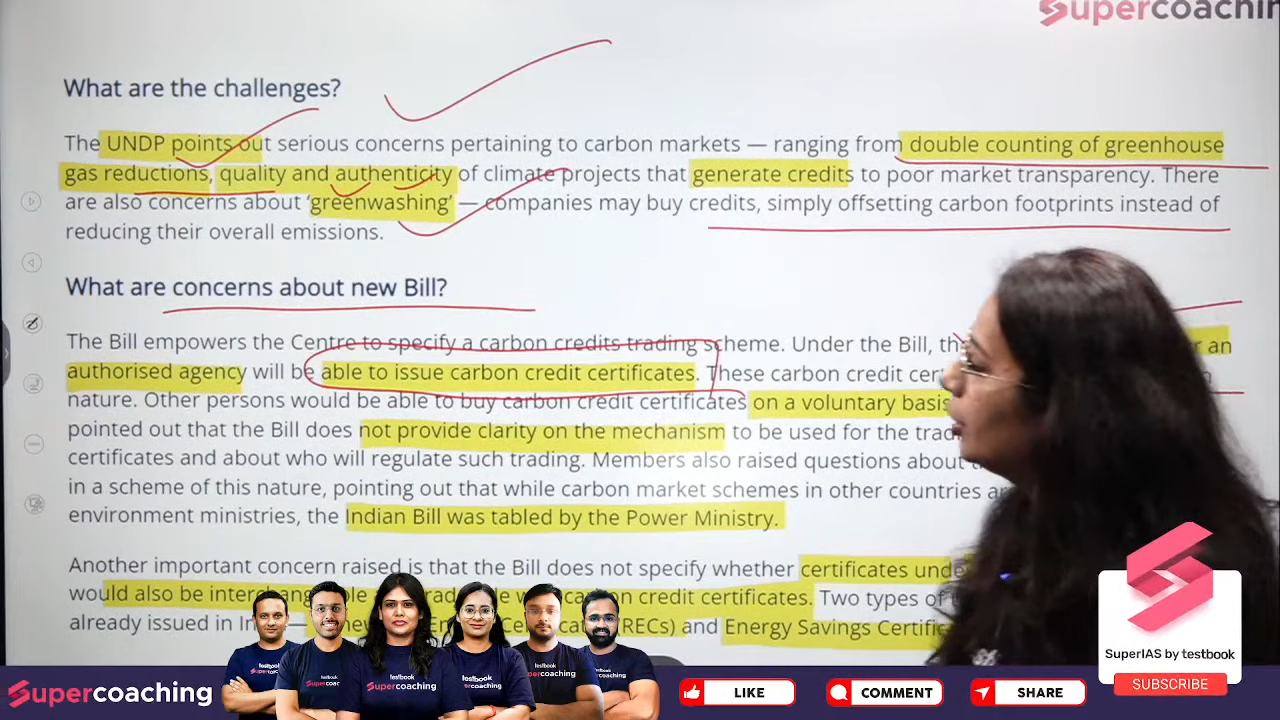 Supercoachin
What are the challenges?
The UNDP points out serious concerns pertaining to carbon markets — ranging from double counting of greenhouse
gas reductions, quality and authenticity of climate projects that generate credits to poor market transparency. There
are also concerns about ‘greenwashing’ — companies may buy credits, simply offsetting carbon footprints instead of
reducing their overall emissions.
What are concerns about new Bill?
The Bill empowers the Centre to specify a carbon credits trading scheme. Under the Bill, th an
authorised agency will be able to issue carbon credit certificates. These carbon credit cer
nature. Other persons would be able to buy carbon credit certificates on a voluntary basis
pointed out that the Bill does not provide clarity on the mechanism to be used for the trad
certificates and about who will regulate such trading. Members also raised questions about
in a scheme of this nature, pointing out that while carbon market schemes in other countries
environment ministries, the Indian Bill was tabled by the Power Ministry.
Another important concern raised is that the Bill does not specify whether certificates unde
would also be credit certificates. Two types of
already issued in and Energy Savings Certific
testbook
testbook
testbook
testbook
testbook
testbook
Supercoaching
Supercoaching
LIKE
COMMENT
SHARE
SuperIAS by testbook
SUBSCRIBE